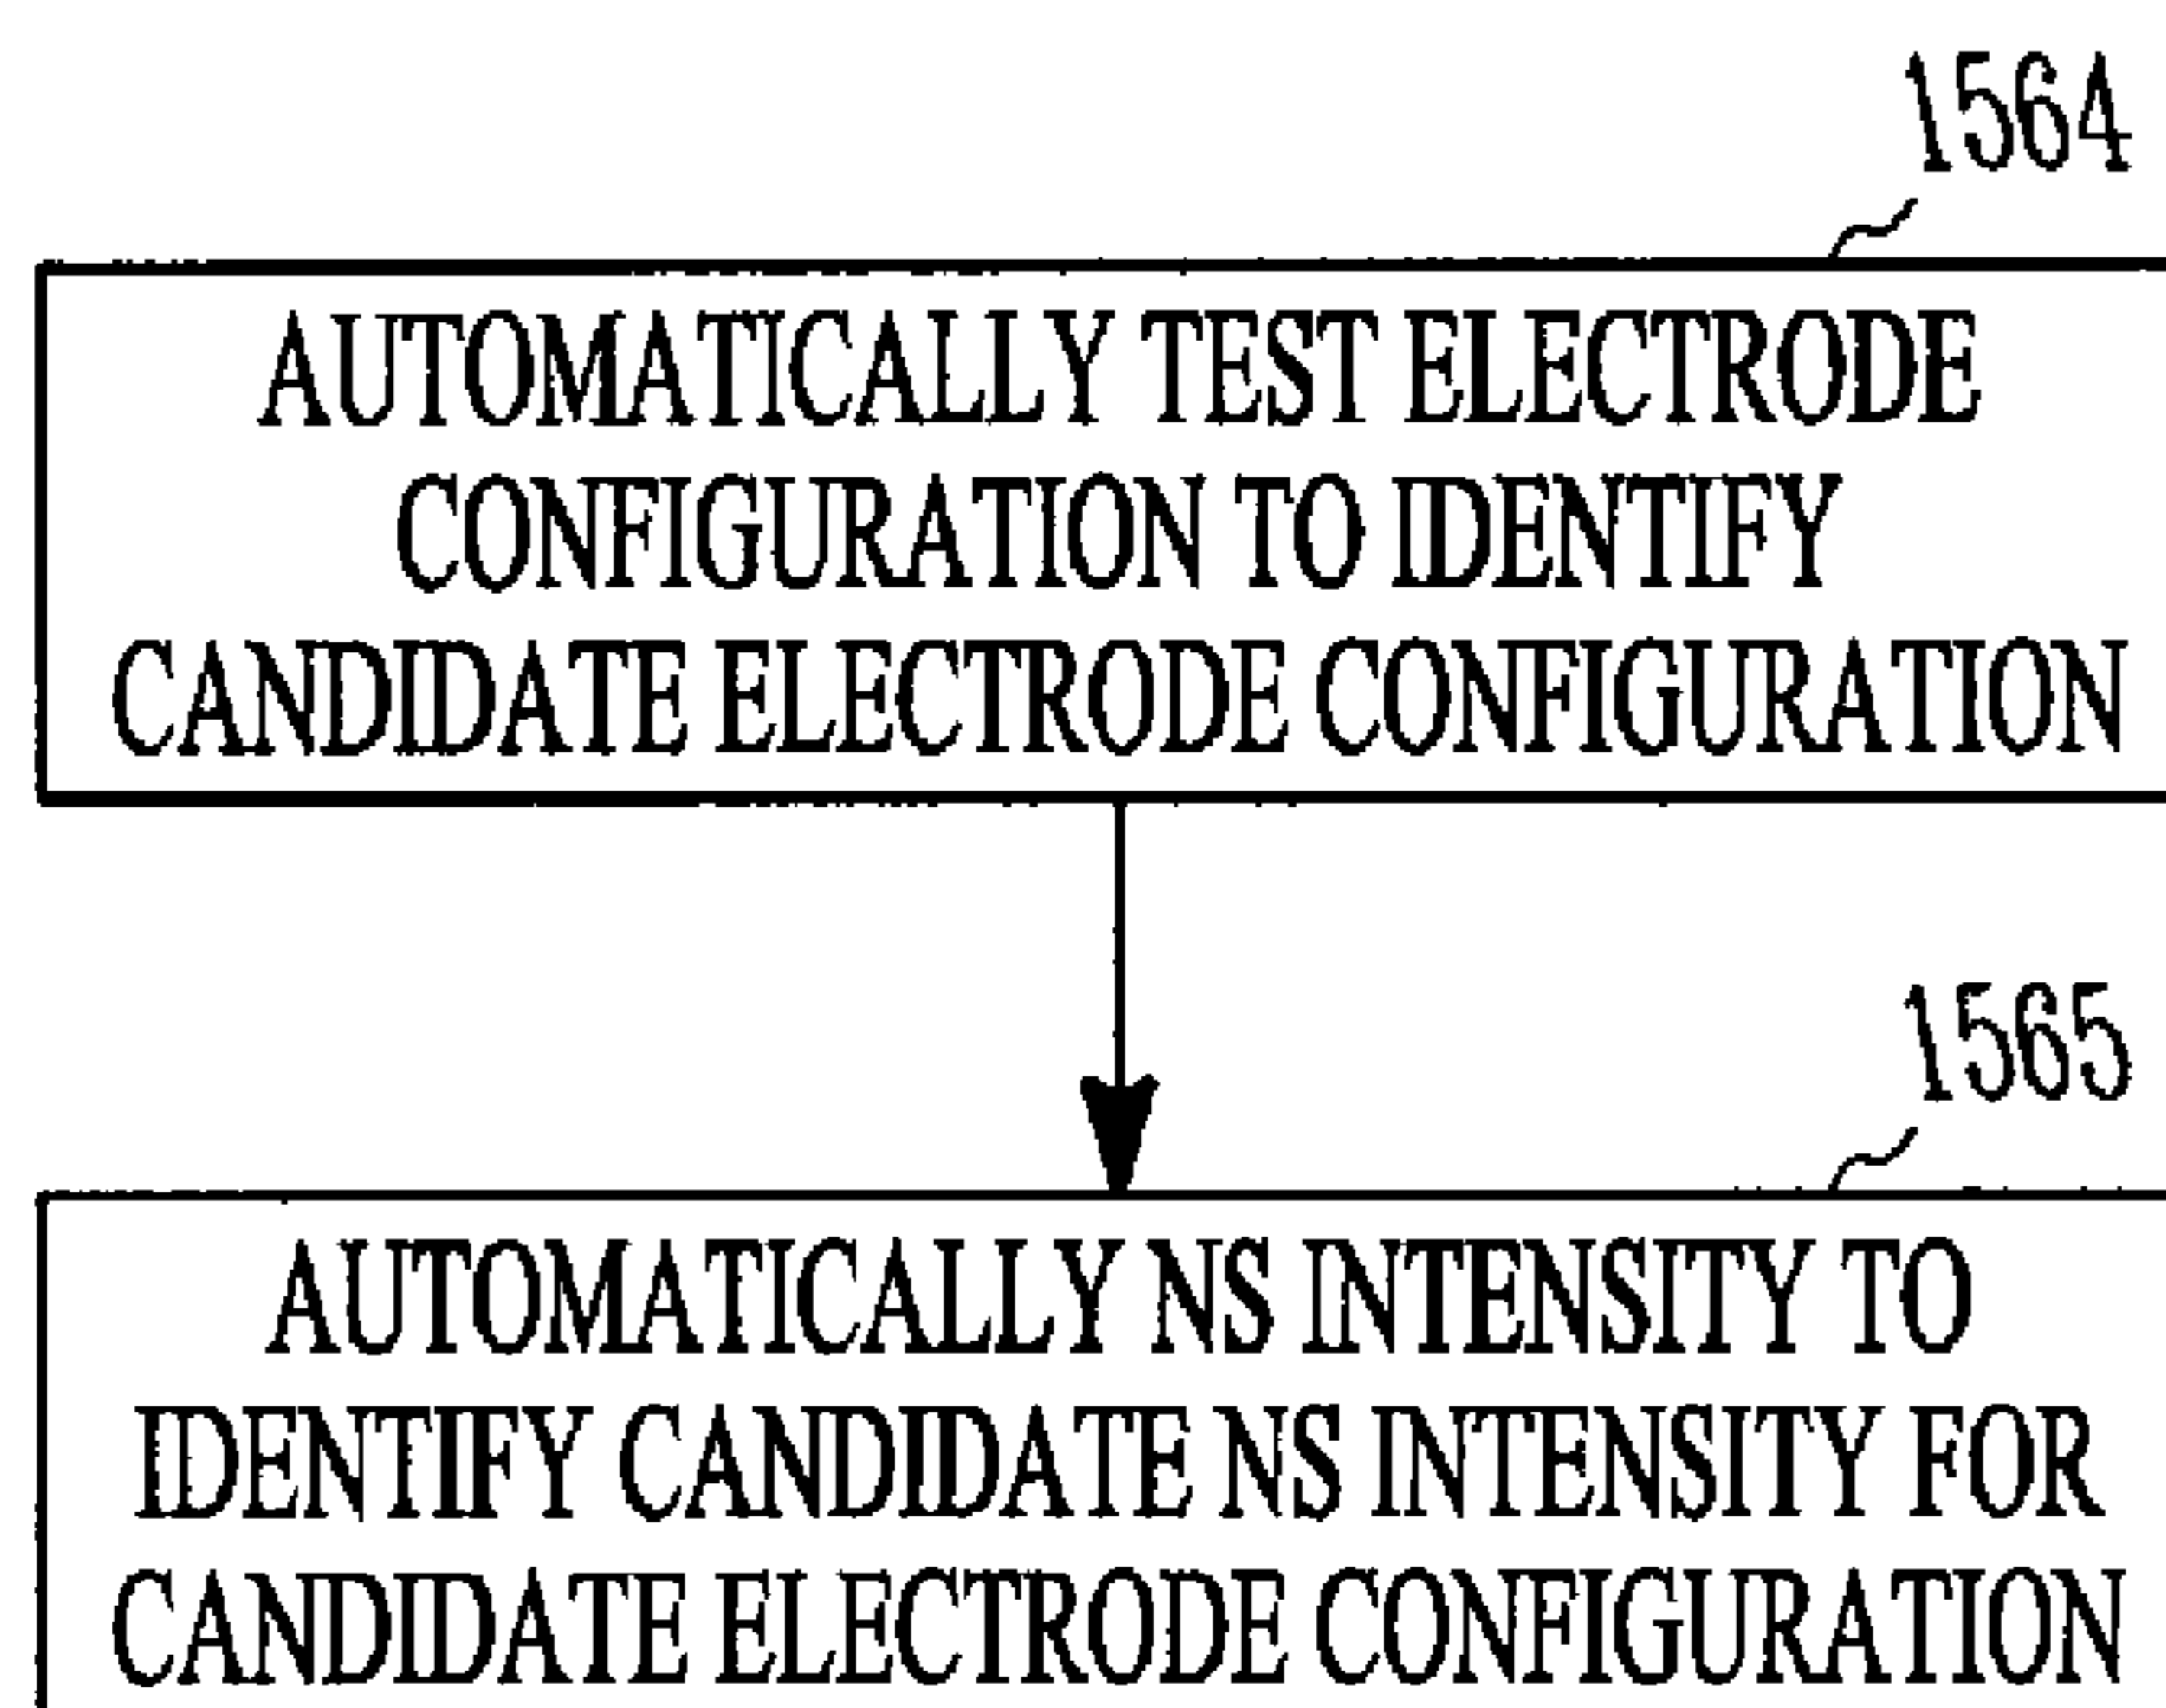 1564
AUTOMATICALLY TEST ELECTRODE
CONFIGURATION TO IDENTIFY
CANDIDATE ELECTRODE CONFIGURATION
1565
AUTOMATICALLY NS INTENSITY TO
IDENTIFY CANDIDATE NS INTENSITY FOR
CANDIDATE ELECTRODE CONFIGURATION